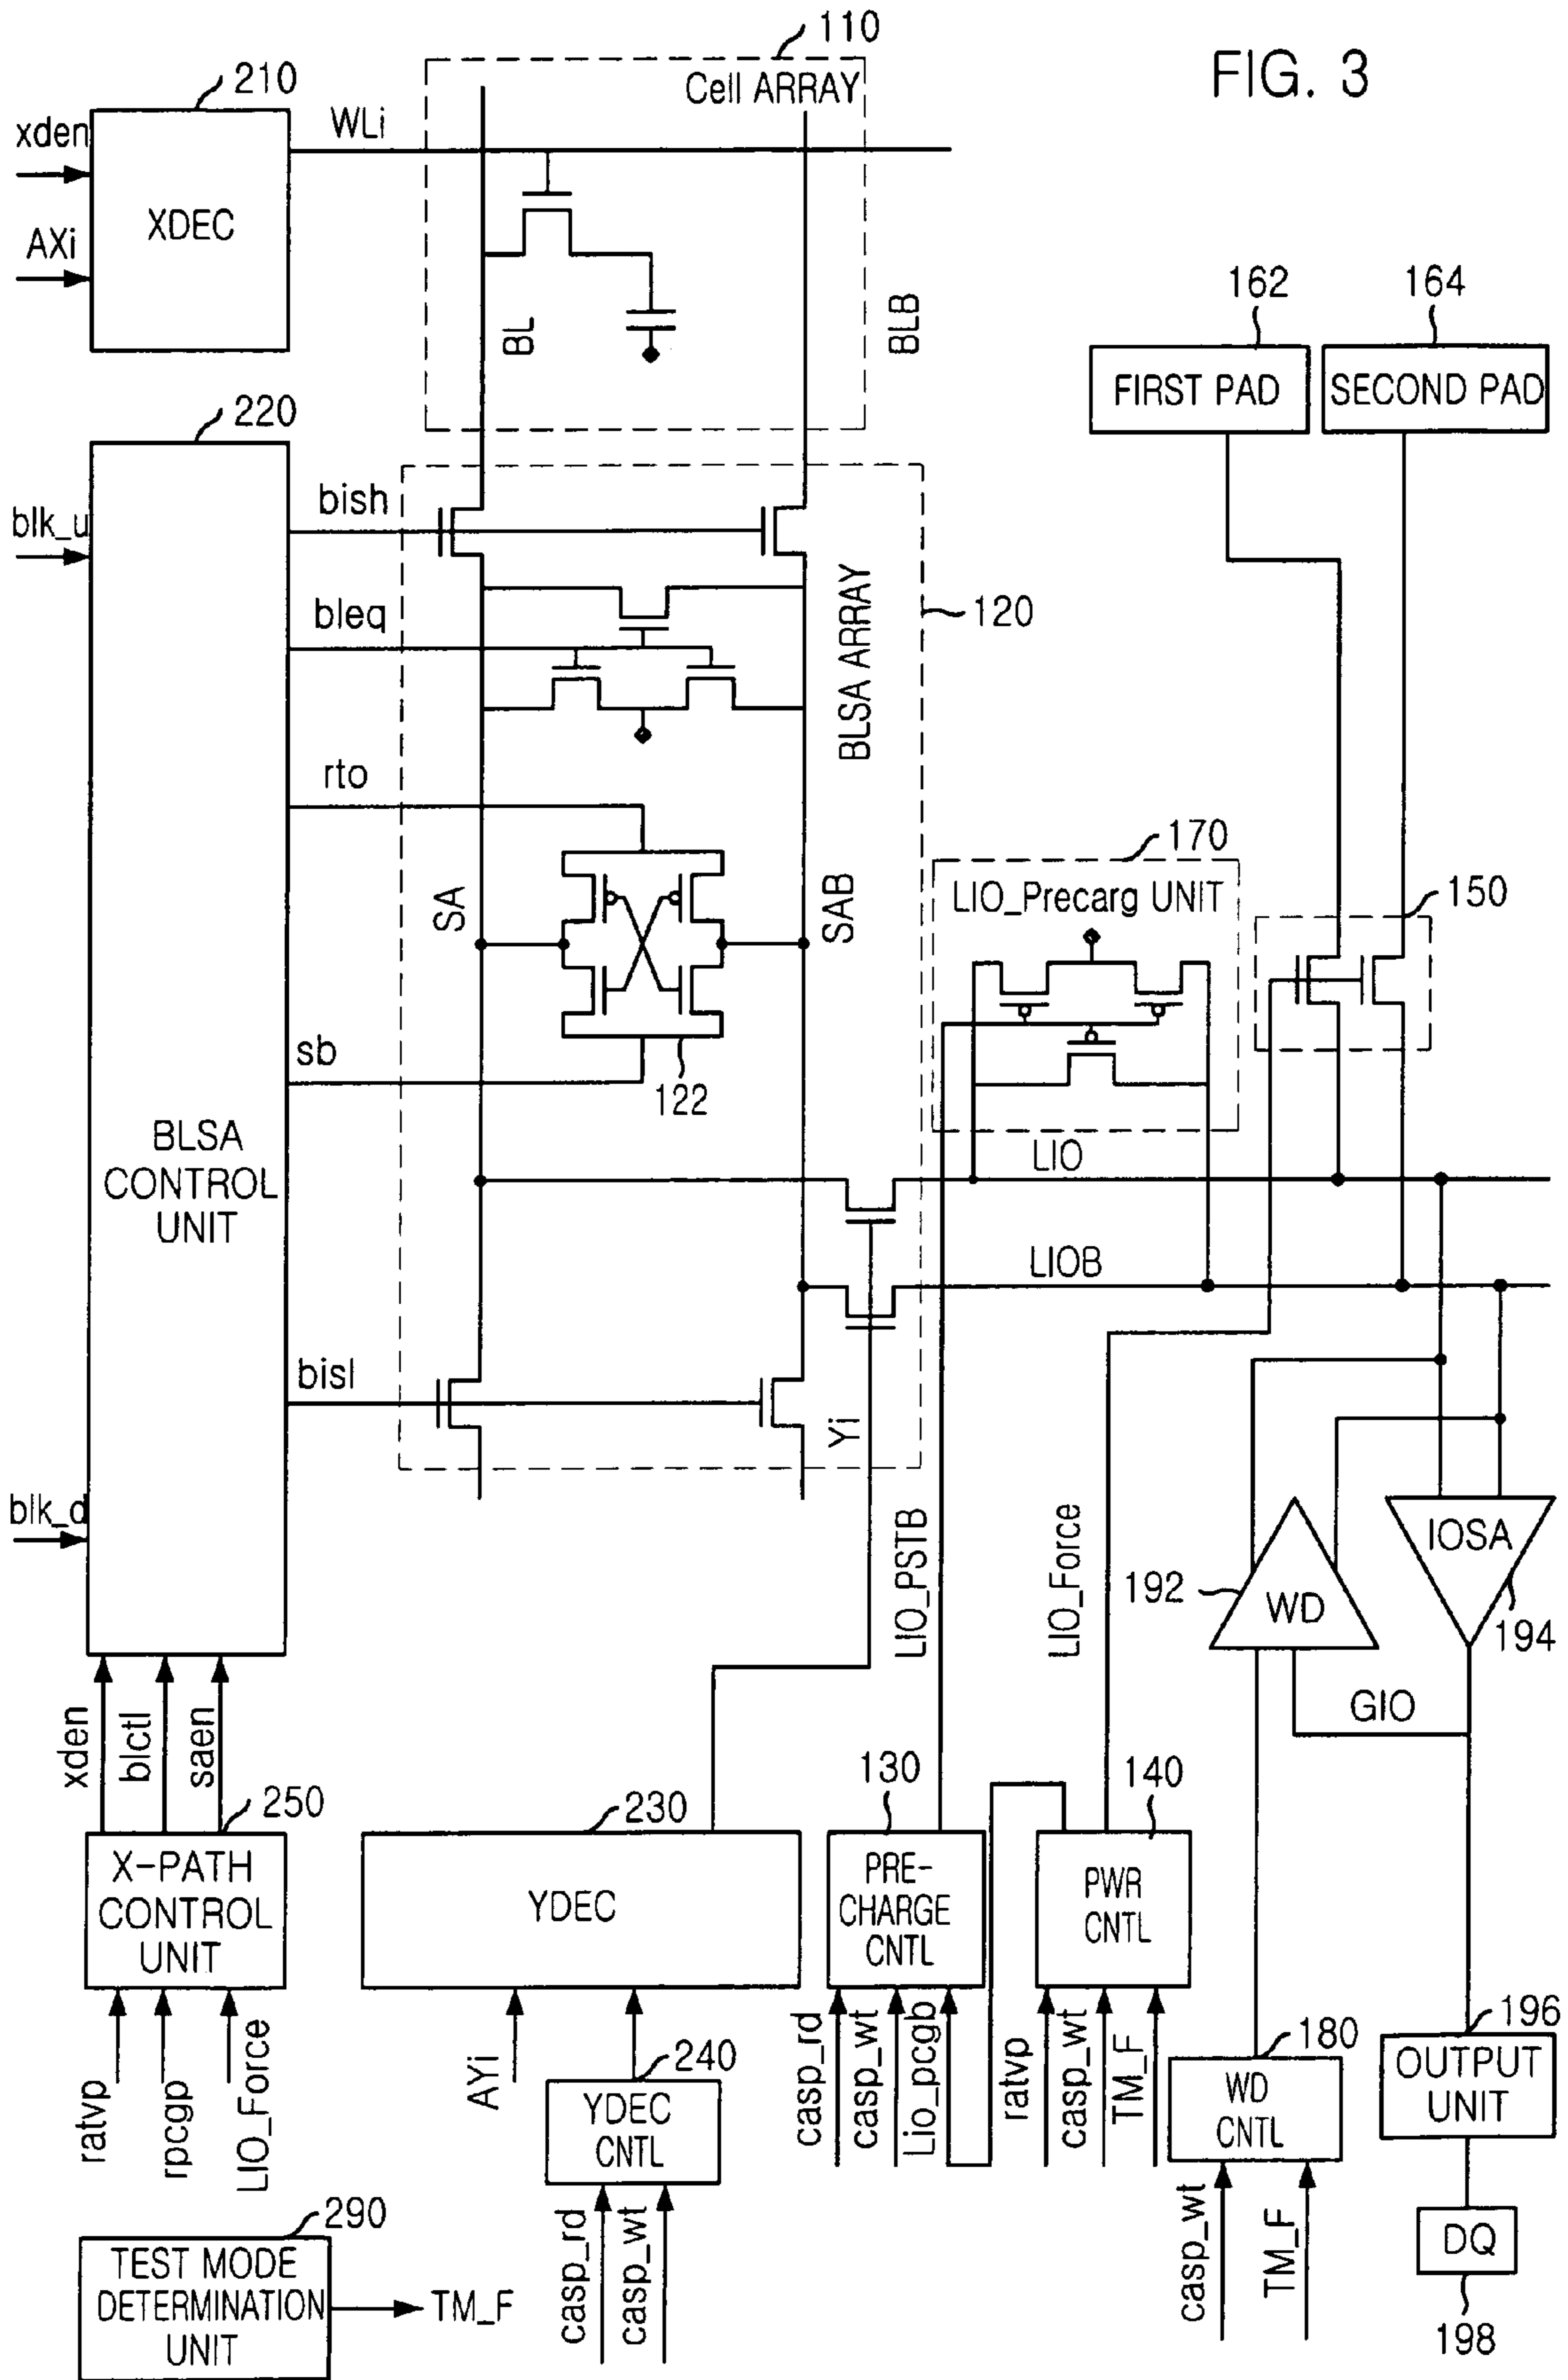 FIG. 3
110
Cell ARRAY
210
xden
AXi
XDEC
WLi
BL
BLB
162
164
FIRST PAD
SECOND PAD
220
blk_u
bish
bleq
rto
sb
bisl
blk_d
BLSA
CONTROL
UNIT
120
BLSA ARRAY
SA
SAB
122
170
LIO_Precarg UNIT
150
LIO
LIOB
Yi
LIO_PSTB
LIO_Force
192
WD
IOSA
194
GIO
xden
blctl
saen
250
X-PATH
CONTROL
UNIT
ratvp
rpcgp
LIO_Force
230
YDEC
AYi
240
YDEC
CNTL
casp_rd
casp_wt
130
PRE-
CHARGE
CNTL
casp_rd
casp_wt
Lio_pcgb
140
PWR
CNTL
ratvp
casp_wt
TM_F
180
WD
CNTL
casp_wt
TM_F
196
OUTPUT
UNIT
DQ
198
290
TEST MODE
DETERMINATION
UNIT
TM_F